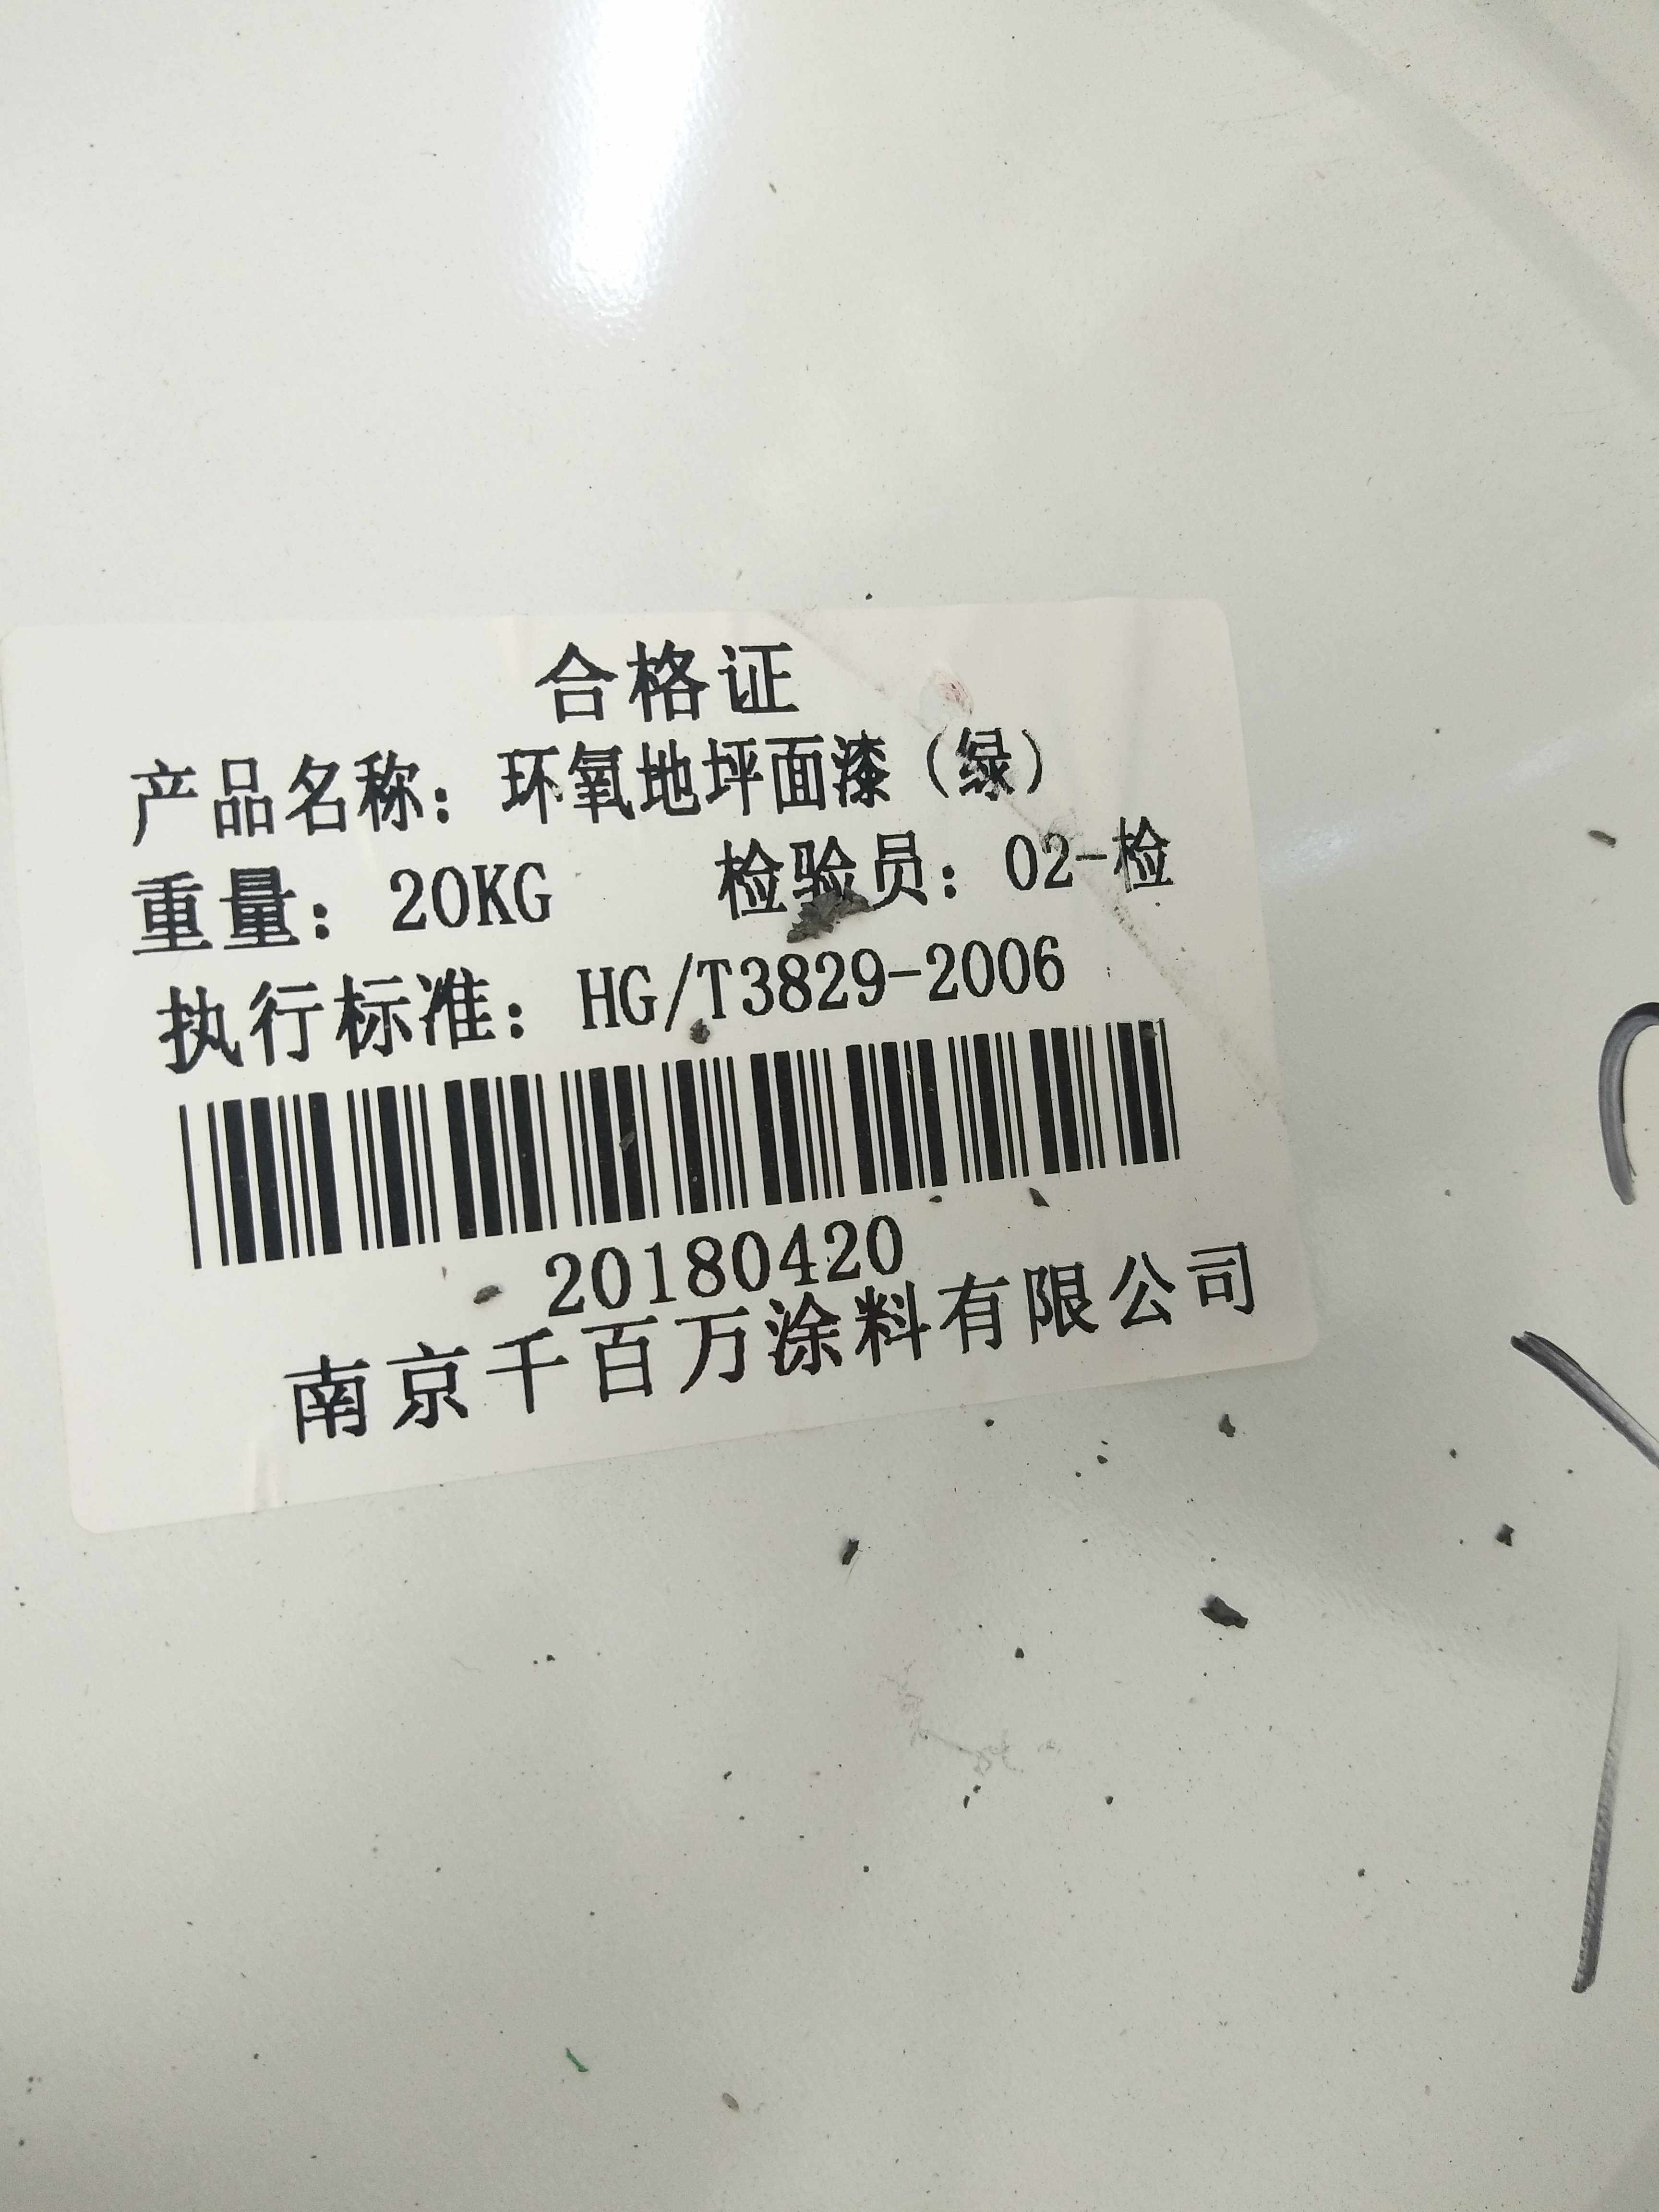 合格证
产品名称：环氧地坪面漆（绿）
重量：20KG 检验员：02-检
执行标准：HG/T3829-2006
20180420
南京千百万涂料有限公司